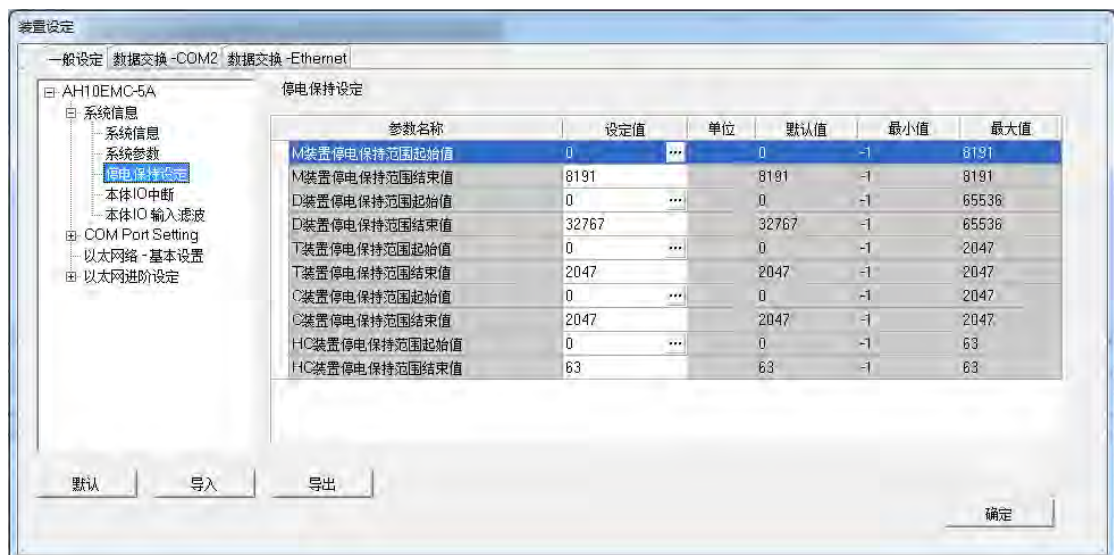 装置设定
一般设定 数据交换 -COM2 数据交换 -Ethernet
AH10EMC-5A
系统信息
系统信息
系统参数
停电保持设定
本体IO中断
本体IO 输入滤波
COM Port Setting
以太网络 - 基本设置
以太网进阶设定
停电保持设定
参数名称 设定值 单位 默认值 最小值 最大值
M装置停电保持范围起始值 0 ... 0 -1 8191
M装置停电保持范围结束值 8191 8191 -1 8191
D装置停电保持范围起始值 0 ... 0 -1 65536
D装置停电保持范围结束值 32767 32767 -1 65536
T装置停电保持范围起始值 0 ... 0 -1 2047
T装置停电保持范围结束值 2047 2047 -1 2047
C装置停电保持范围起始值 0 ... 0 -1 2047
C装置停电保持范围结束值 2047 2047 -1 2047
HC装置停电保持范围起始值 0 ... 0 -1 63
HC装置停电保持范围结束值 63 63 -1 63
默认 导入 导出
确定